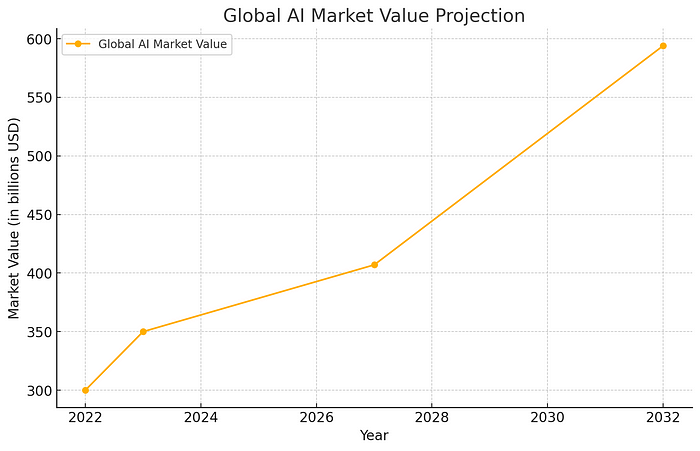 Global AI Market Value Projection
Global AI Market Value
600
550
500
450
400
350
300
Market Value (in billions USD)
2022 2024 2026 2028 2030 2032
Year